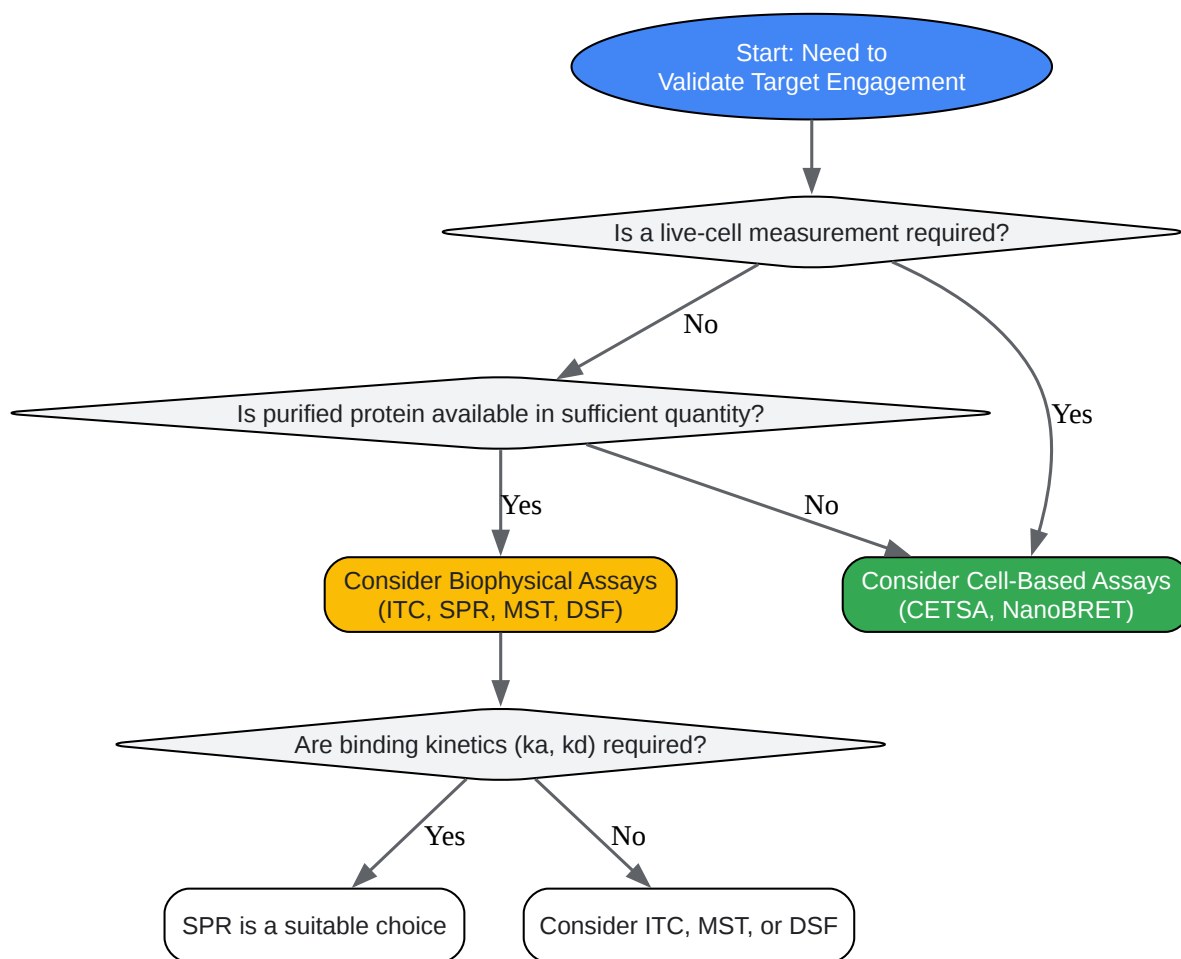 Start: Need to
Validate Target Engagement
Is a live-cell measurement required?
No
Yes
Is purified protein available in sufficient quantity?
Yes
No
Consider Biophysical Assays
(ITC, SPR, MST, DSF)
Consider Cell-Based Assays
(CETSA, NanoBRET)
Are binding kinetics (ka, kd) required?
Yes
No
SPR is a suitable choice
Consider ITC, MST, or DSF